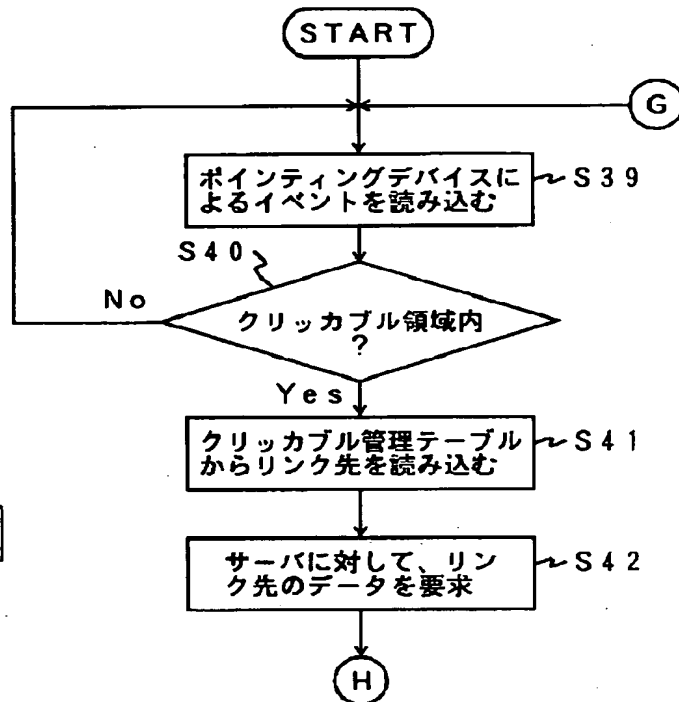 START
G
ポインティングデバイスに
よるイベントを読み込む
S39
S40
No
クリッカブル領域内
?
Yes
クリッカブル管理テーブル
からリンク先を読み込む
S41
サーバに対して、リン
ク先のデータを要求
S42
H